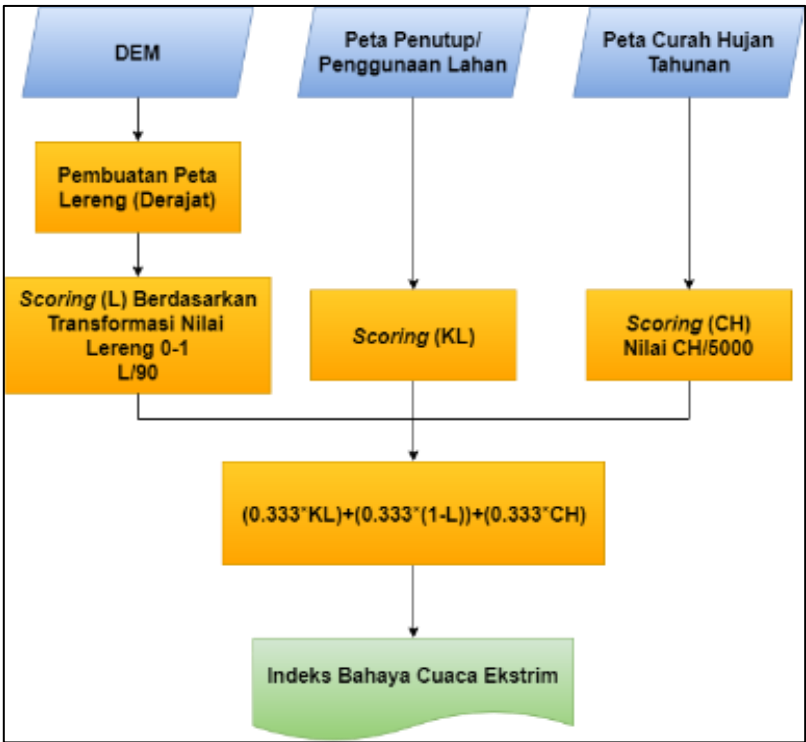 DEM
Peta Penutup/
Penggunaan Lahan
Peta Curah Hujan
Tahunan
Pembuatan Peta
Lereng (Derajat)
Scoring (L) Berdasarkan
Transformasi Nilai
Lereng 0-1
L/90
Scoring (KL)
Scoring (CH)
Nilai CH/5000
(0.333*KL)+(0.333*(1-L))+(0.333*CH)
Indeks Bahaya Cuaca Ekstrim